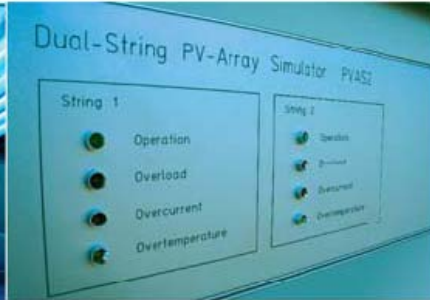 Dual-String PV-Array Simulator PVAS2
String 1
Operation
Overload
Overcurrent
Overtemperature
String 2
Operation
Overcurrent
Overtemperature